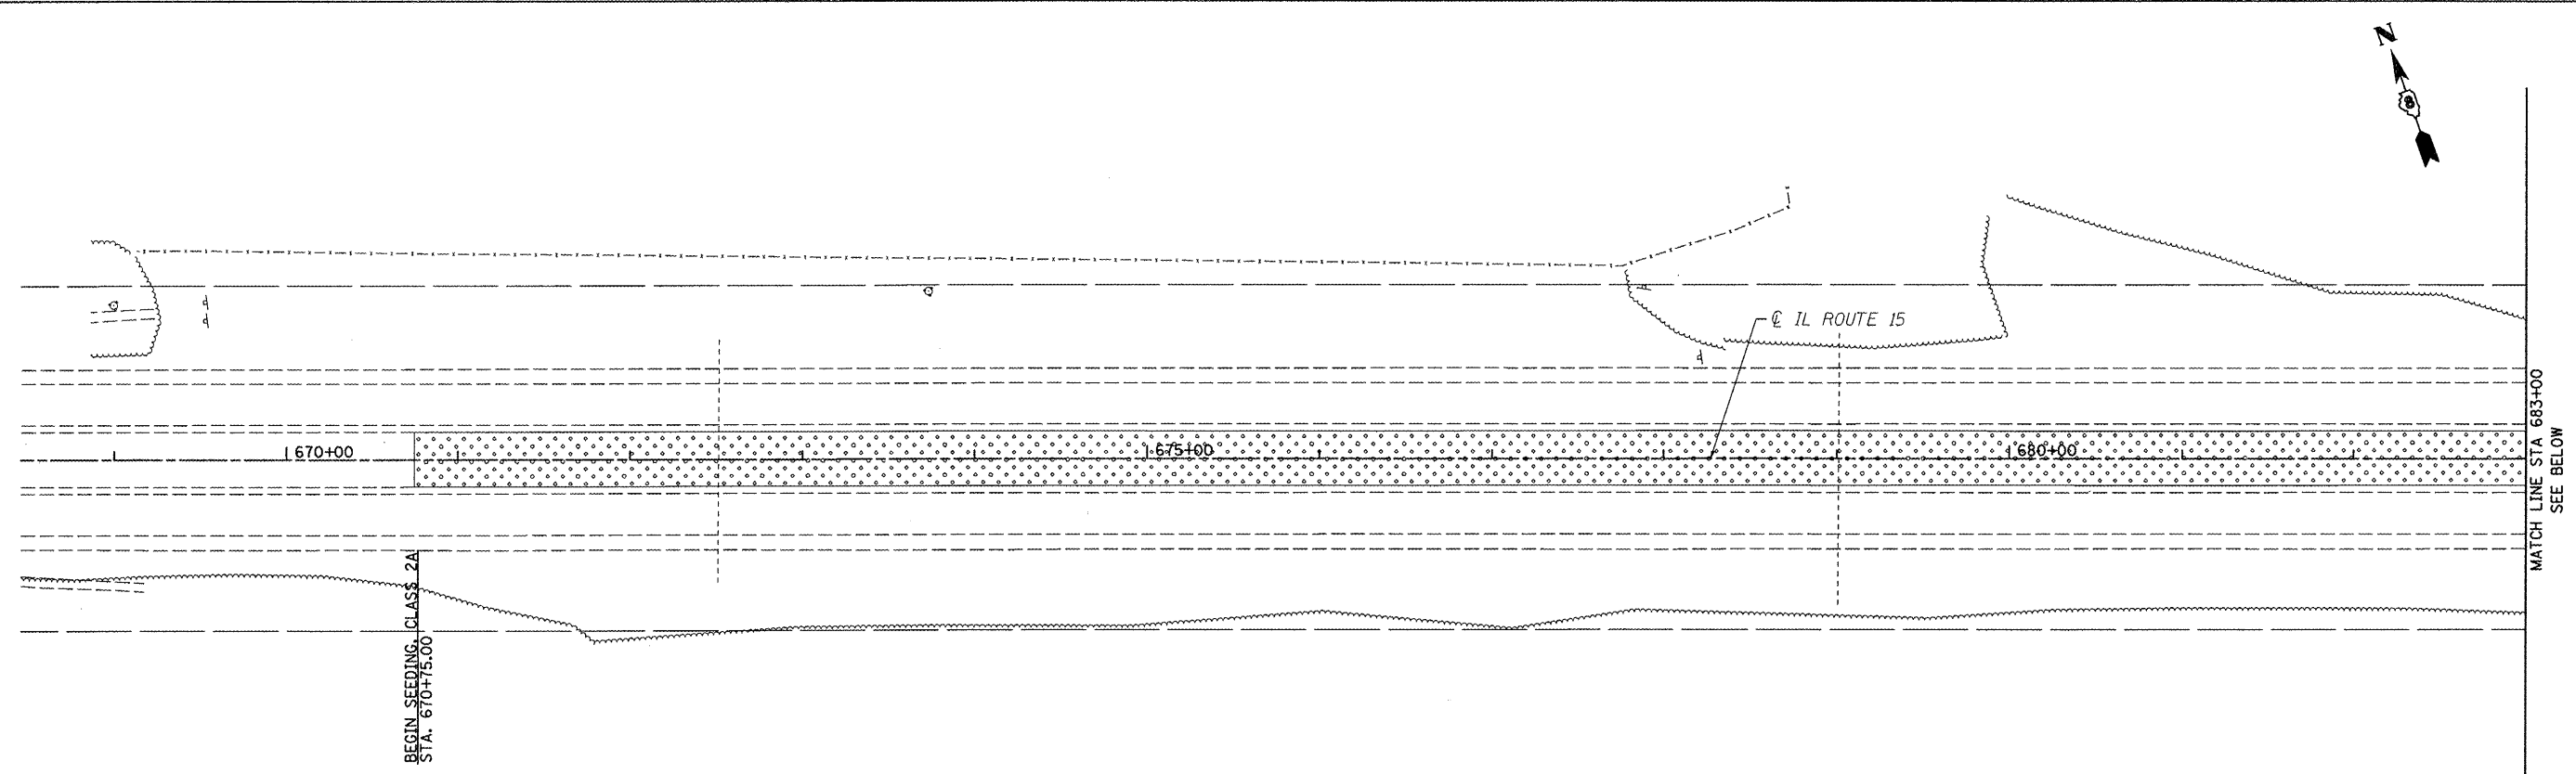 N
8
℄ IL ROUTE 15
670+00
675+00
680+00
MATCH LINE STA 683+00
SEE BELOW
BEGIN SEEDING, CLASS 2A
STA. 670+75.00